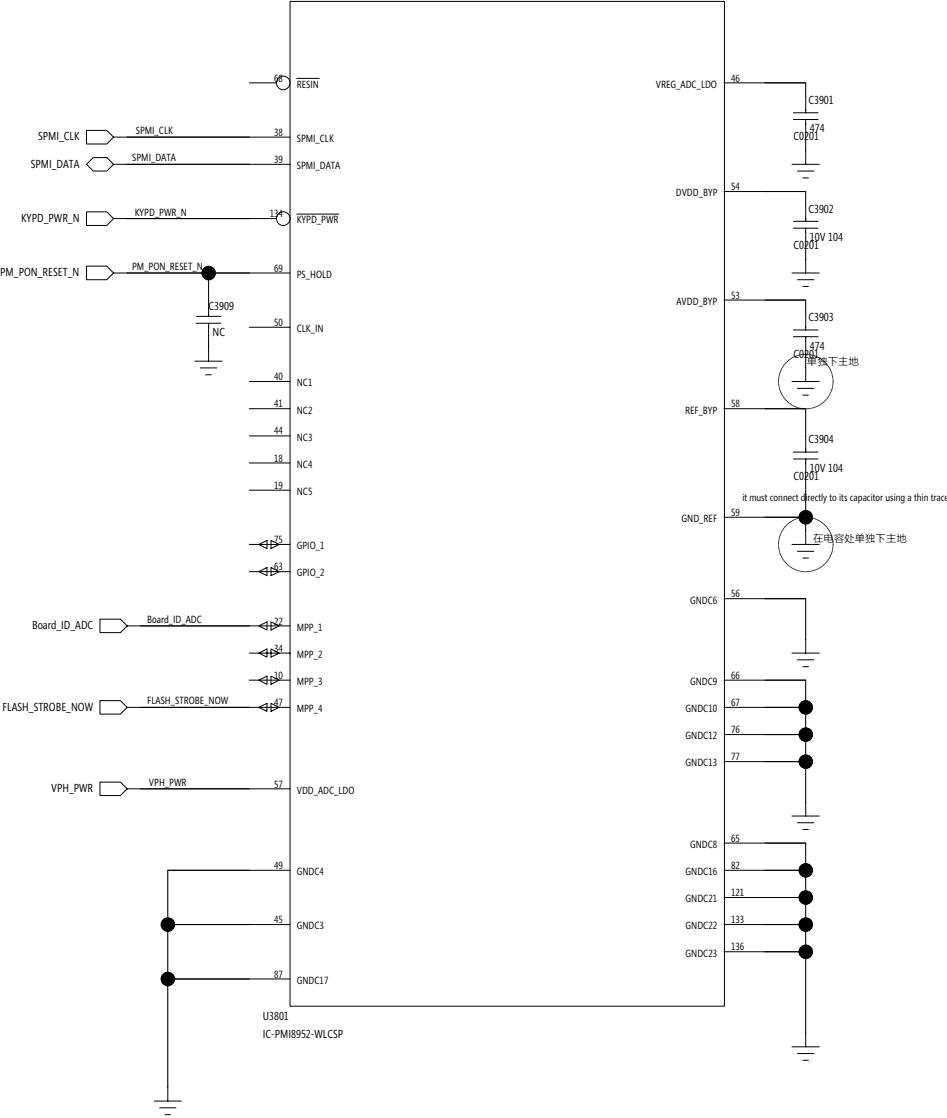 68
RESIN
VREG_ADC_LDO
46
C3901
474
C0201
SPMI_CLK
SPMI_CLK
38
SPMI_CLK
SPMI_DATA
SPMI_DATA
39
SPMI_DATA
DVDD_BYP
54
C3902
10V 104
C0201
KYPD_PWR_N
KYPD_PWR_N
134
KYPD_PWR
PM_PON_RESET_N
PM_PON_RESET_N
69
PS_HOLD
C3909
NC
AVDD_BYP
53
C3903
474
C0201
单独下主地
50
CLK_IN
40
NC1
41
NC2
44
NC3
18
NC4
19
NC5
REF_BYP
58
C3904
10V 104
C0201
it must connect directly to its capacitor using a thin trace
GND_REF
59
在电容处单独下主地
75
GPIO_1
63
GPIO_2
GNDC6
56
Board_ID_ADC
Board_ID_ADC
22
MPP_1
34
MPP_2
10
MPP_3
FLASH_STROBE_NOW
FLASH_STROBE_NOW
47
MPP_4
GNDC9
66
GNDC10
67
GNDC12
76
GNDC13
77
VPH_PWR
VPH_PWR
57
VDD_ADC_LDO
49
GNDC4
45
GNDC3
87
GNDC17
GNDC8
65
GNDC16
82
GNDC21
121
GNDC22
133
GNDC23
136
U3801
IC-PMI8952-WLCSP